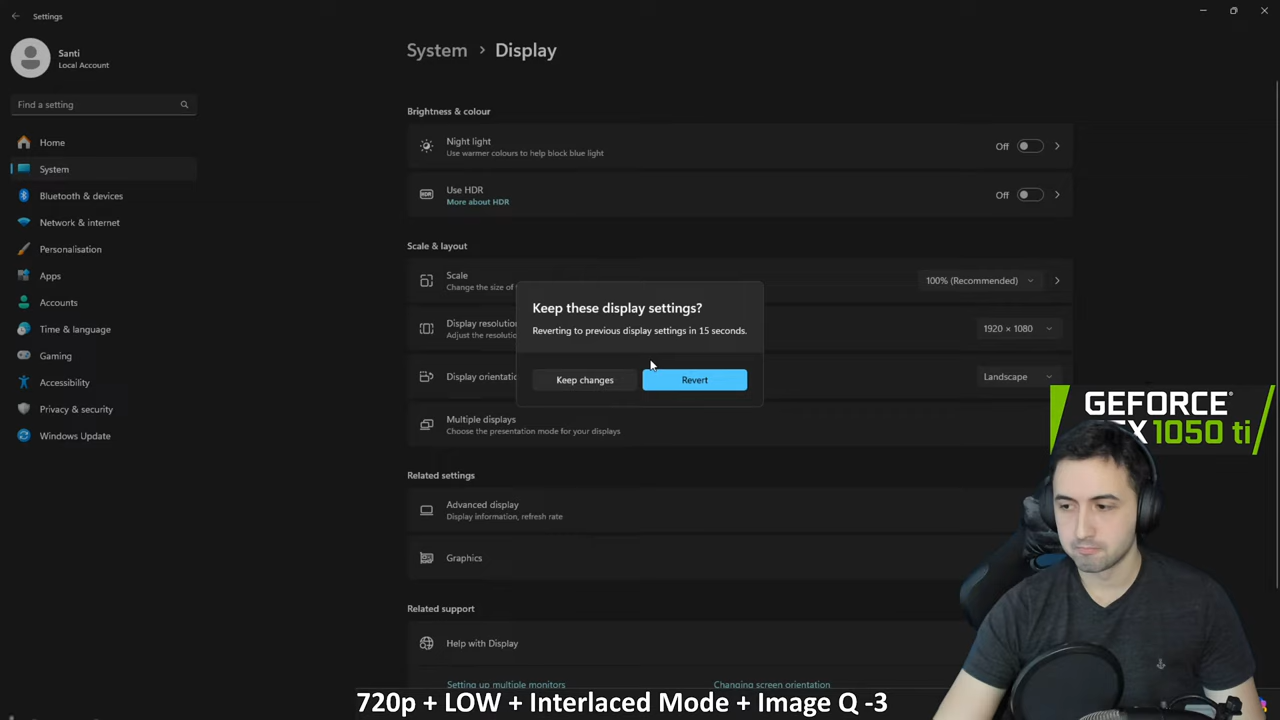 Settings
Santi
Local Account
Find a setting
Home
System
Bluetooth & devices
Network & internet
Personalisation
Apps
Accounts
Time & language
Gaming
Accessibility
Privacy & security
Windows Update
System > Display
Brightness & colour
Night light
Use warmer colours to help block blue light
Off
Use HDR
More about HDR
Off
Scale & layout
Scale
Change the size of
100% (Recommended)
Display resolution
Adjust the resolution
1920 × 1080
Display orientation
Landscape
Multiple displays
Choose the presentation mode for your displays
Keep these display settings?
Reverting to previous display settings in 15 seconds.
Keep changes
Revert
Related settings
Advanced display
Display information, refresh rate
Graphics
Related support
Help with Display
Setting up multiple monitors
Changing screen orientation
GEFORCE
1050 ti
720p + LOW + Interlaced Mode + Image Q -3